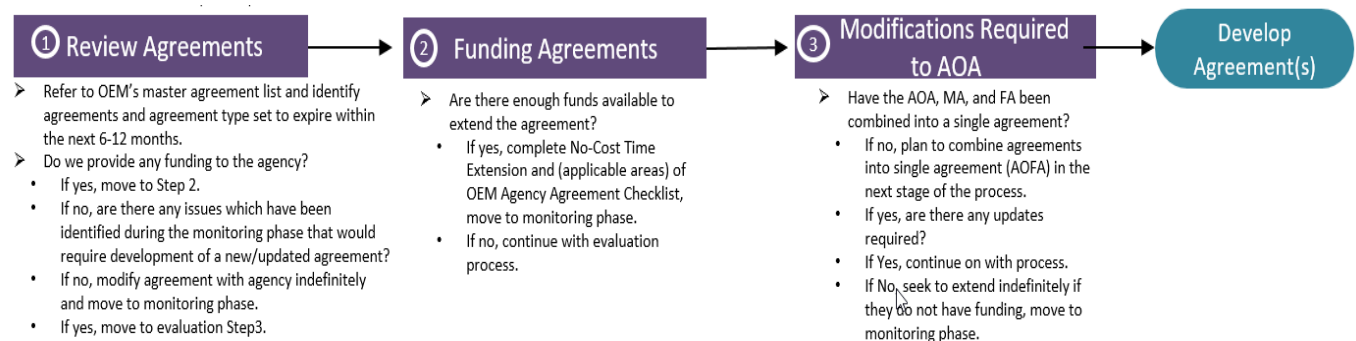 1 Review Agreements
➢ Refer to OEM's master agreement list and identify
agreements and agreement type set to expire within
the next 6-12 months.
➢ Do we provide any funding to the agency?
• If yes, move to Step 2.
• If no, are there any issues which have been
identified during the monitoring phase that would
require development of a new/updated agreement?
• If no, modify agreement with agency indefinitely
and move to monitoring phase.
• If yes, move to evaluation Step3.
2 Funding Agreements
➢ Are there enough funds available to
extend the agreement?
• If yes, complete No-Cost Time
Extension and (applicable areas) of
OEM Agency Agreement Checklist,
move to monitoring phase.
• If no, continue with evaluation
process.
3 Modifications Required
to AOA
➢ Have the AOA, MA, and FA been
combined into a single agreement?
• If no, plan to combine agreements
into single agreement (AOFA) in the
next stage of the process.
• If yes, are there any updates
required?
• If Yes, continue on with process.
• If No, seek to extend indefinitely if
they do not have funding, move to
monitoring phase.
Develop
Agreement(s)